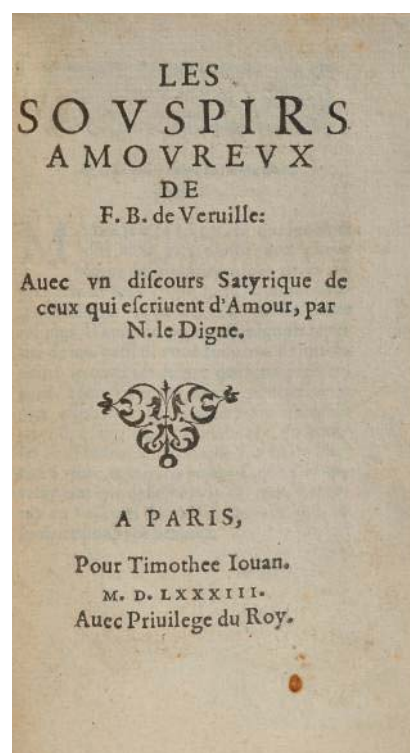 LES
SOVSPIRS
AMOVREVX
DE
F. B. de Veruille:
Auec vn diſcours Satyrique de
ceux qui eſcriuent d'Amour, par
N. le Digne.
A PARIS,
Pour Timothee Iouan.
M. D. LXXXIII.
Auec Priuilege du Roy.